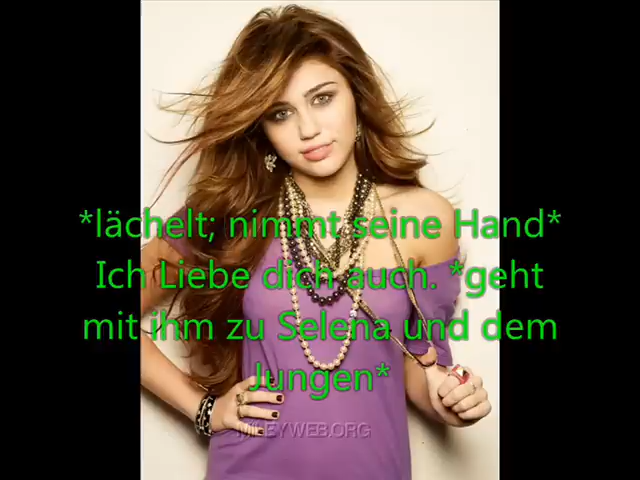 *lächelt; nimmt seine Hand*
Ich Liebe dich auch. *geht
mit ihm zu Selena und dem
Jungen*
MILEYWEB.ORG